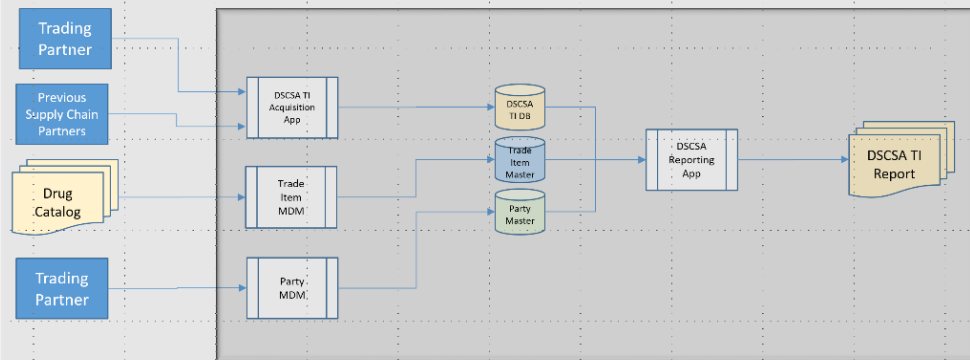 Trading
Partner
Previous
Supply Chain
Partners
Drug
Catalog
Trading
Partner
DSCSA TI
Acquisition
App
Trade
Item
MDM
Party
MDM
DSCSA
TI DB
Trade
Item
Master
Party
Master
DSCSA
Reporting
App
DSCSA TI
Report